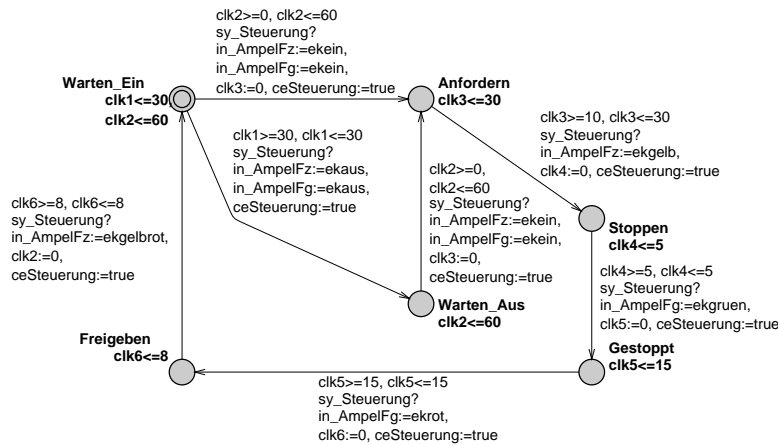 clk2>=0, clk2<=60
sy_Steuerung?
in_AmpelFz:=ekein,
in_AmpelFg:=ekein,
clk3:=0, ceSteuerung:=true
Warten_Ein
clk1<=30,
clk2<=60
Anfordern
clk3<=30
clk3>=10, clk3<=30
sy_Steuerung?
in_AmpelFz:=ekgelb,
clk4:=0, ceSteuerung:=true
clk1>=30, clk1<=30
sy_Steuerung?
in_AmpelFz:=ekaus,
in_AmpelFg:=ekaus,
ceSteuerung:=true
clk2>=0,
clk2<=60
sy_Steuerung?
in_AmpelFz:=ekein,
in_AmpelFg:=ekein,
clk3:=0,
ceSteuerung:=true
clk6>=8, clk6<=8
sy_Steuerung?
in_AmpelFz:=ekgelbrot,
clk2:=0,
ceSteuerung:=true
Stoppen
clk4<=5
clk4>=5, clk4<=5
sy_Steuerung?
in_AmpelFg:=ekgruen,
clk5:=0, ceSteuerung:=true
Warten_Aus
clk2<=60
Freigeben
clk6<=8
Gestoppt
clk5<=15
clk5>=15, clk5<=15
sy_Steuerung?
in_AmpelFg:=ekrot,
clk6:=0, ceSteuerung:=true